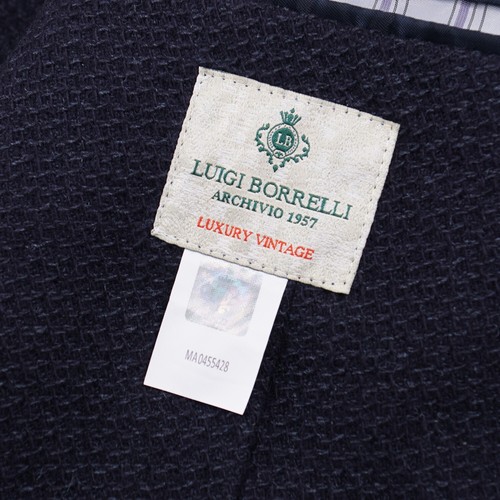 LB
LUIGI BORRELLI
ARCHIVIO 1957
LUXURY VINTAGE
MA0455428